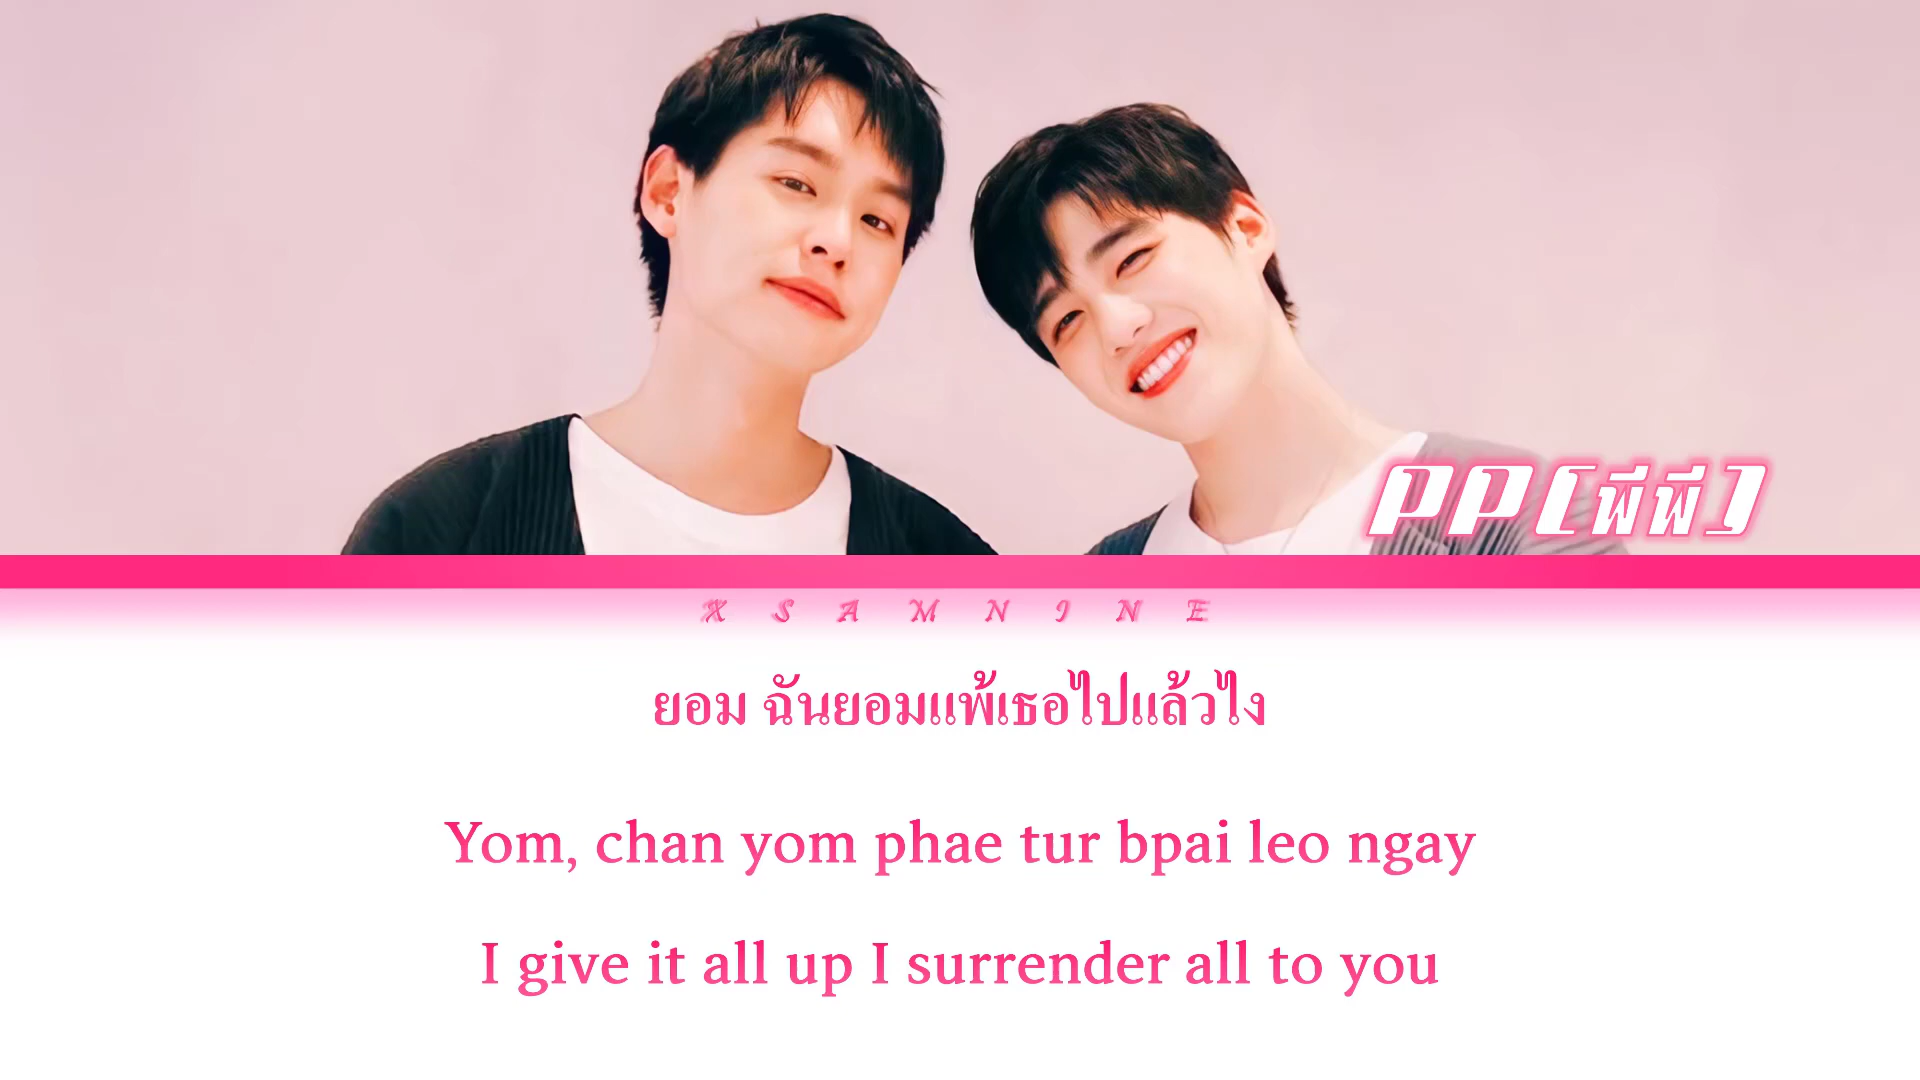 PP[พีพี]
XSAMNINE
ยอม ฉันยอมแพ้เธอไปแล้วไง
Yom, chan yom phae tur bpai leo ngay
I give it all up I surrender all to you